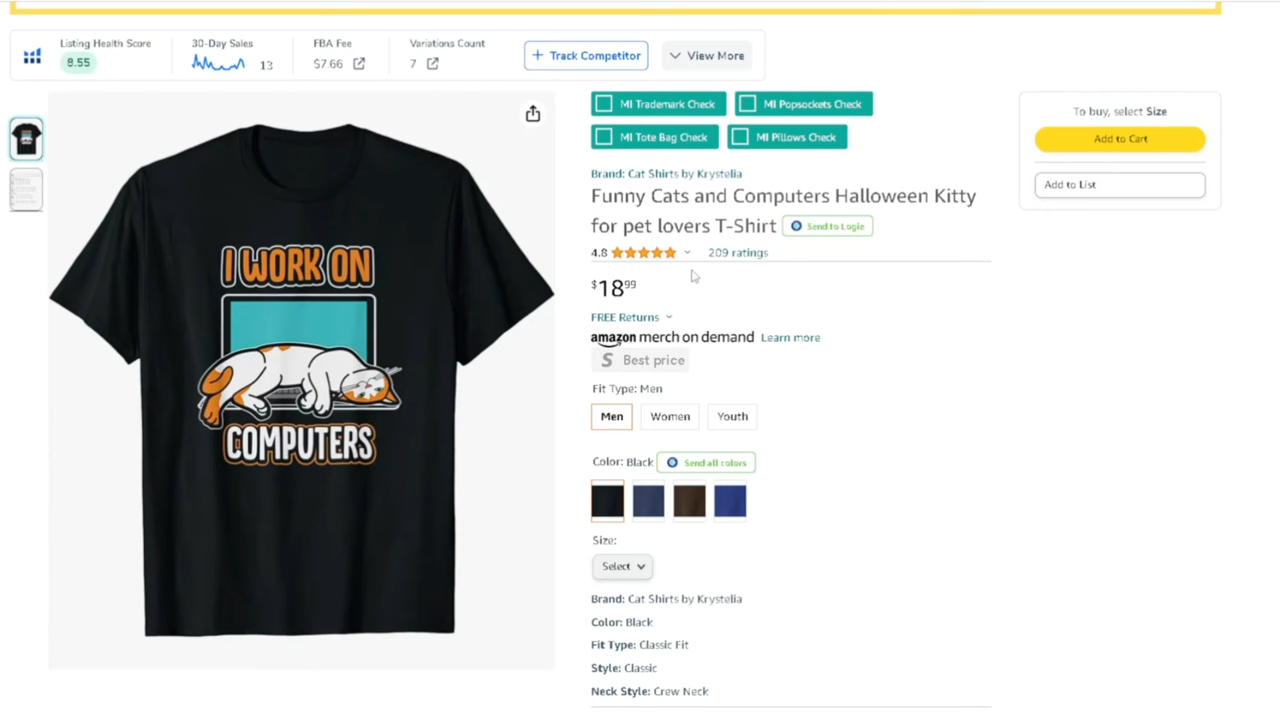 Listing Health Score
8.55
30-Day Sales
13
FBA Fee
$7.66
Variations Count
7
+ Track Competitor
View More
MI Trademark Check
MI Popsockets Check
MI Tote Bag Check
MI Pillows Check
Brand: Cat Shirts by Krystelia
Funny Cats and Computers Halloween Kitty
for pet lovers T-Shirt
Send to Logie
4.8
209 ratings
$1899
FREE Returns
amazon merch on demand Learn more
S Best price
Fit Type: Men
Men
Women
Youth
Color: Black
Send all colors
Size:
Select
Brand: Cat Shirts by Krystelia
Color: Black
Fit Type: Classic Fit
Style: Classic
Neck Style: Crew Neck
To buy, select Size
Add to Cart
Add to List
I WORK ON
COMPUTERS